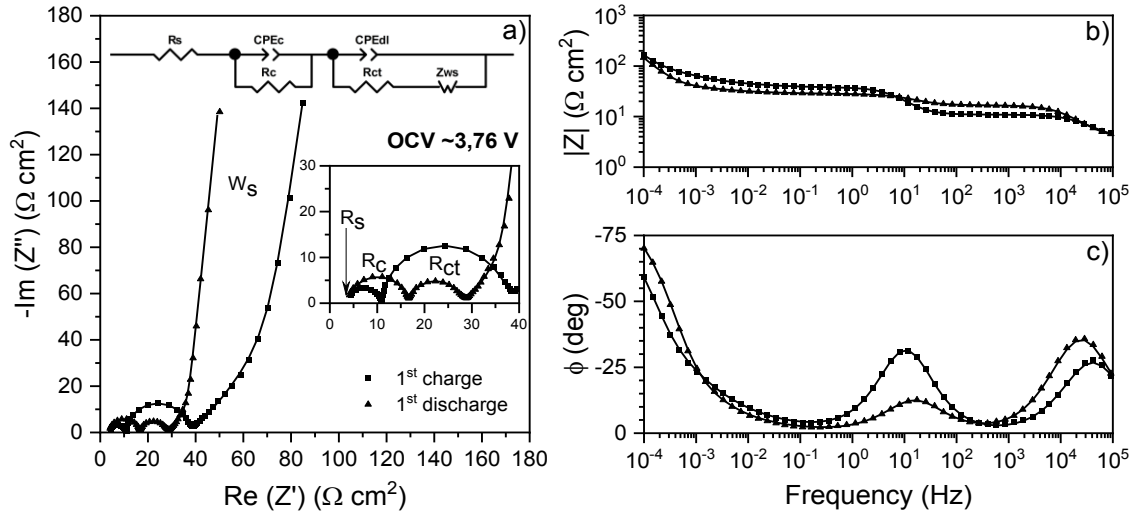 a)
Rs
CPEc
Rc
CPEdl
Rct
Zws
OCV ~3,76 V
Ws
-Im (Z'') (Ω cm²)
180
160
140
120
100
80
60
40
20
0
0 20 40 60 80 100 120 140 160 180
Re (Z') (Ω cm²)
30
20
10
0
0 10 20 30 40
RS
RC
Rct
1st charge
1st discharge
b)
|Z| (Ω cm²)
10³
10²
10¹
10⁰
10⁻⁴ 10⁻³ 10⁻² 10⁻¹ 10⁰ 10¹ 10² 10³ 10⁴ 10⁵
c)
ϕ (deg)
-75
-50
-25
0
10⁻⁴ 10⁻³ 10⁻² 10⁻¹ 10⁰ 10¹ 10² 10³ 10⁴ 10⁵
Frequency (Hz)